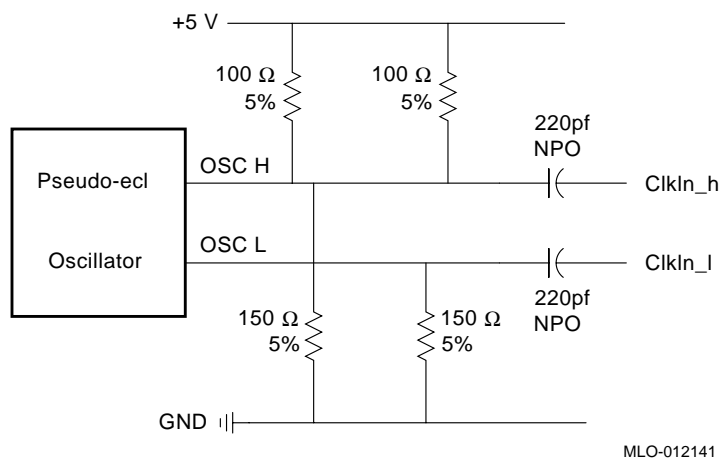 +5 V
100 Ω
5%
100 Ω
5%
220pf
NPO
Pseudo-ecl
Oscillator
OSC H
ClkIn_h
OSC L
ClkIn_l
220pf
NPO
150 Ω
5%
150 Ω
5%
GND
MLO-012141